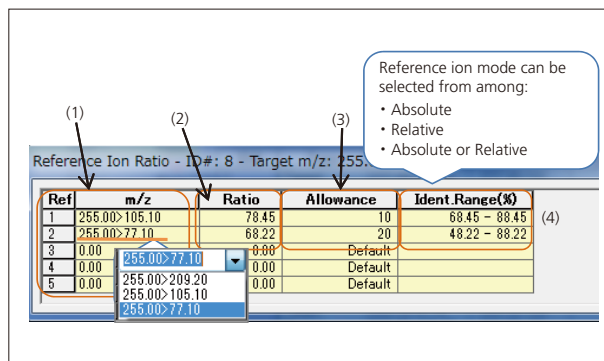 Reference ion mode can be
selected from among:
• Absolute
• Relative
• Absolute or Relative
(1)
(2)
(3)
Reference Ion Ratio - ID#: 8 - Target m/z: 255.
Ref m/z Ratio Allowance Ident.Range(%)
1 255.00>105.10 78.45 10 68.45 - 88.45
2 255.00>77.10 68.22 20 48.22 - 88.22
(4)
3 0.00 0.00 Default
4 0.00 0.00 Default
5 0.00 0.00 Default
255.00>77.10
255.00>209.20
255.00>105.10
255.00>77.10